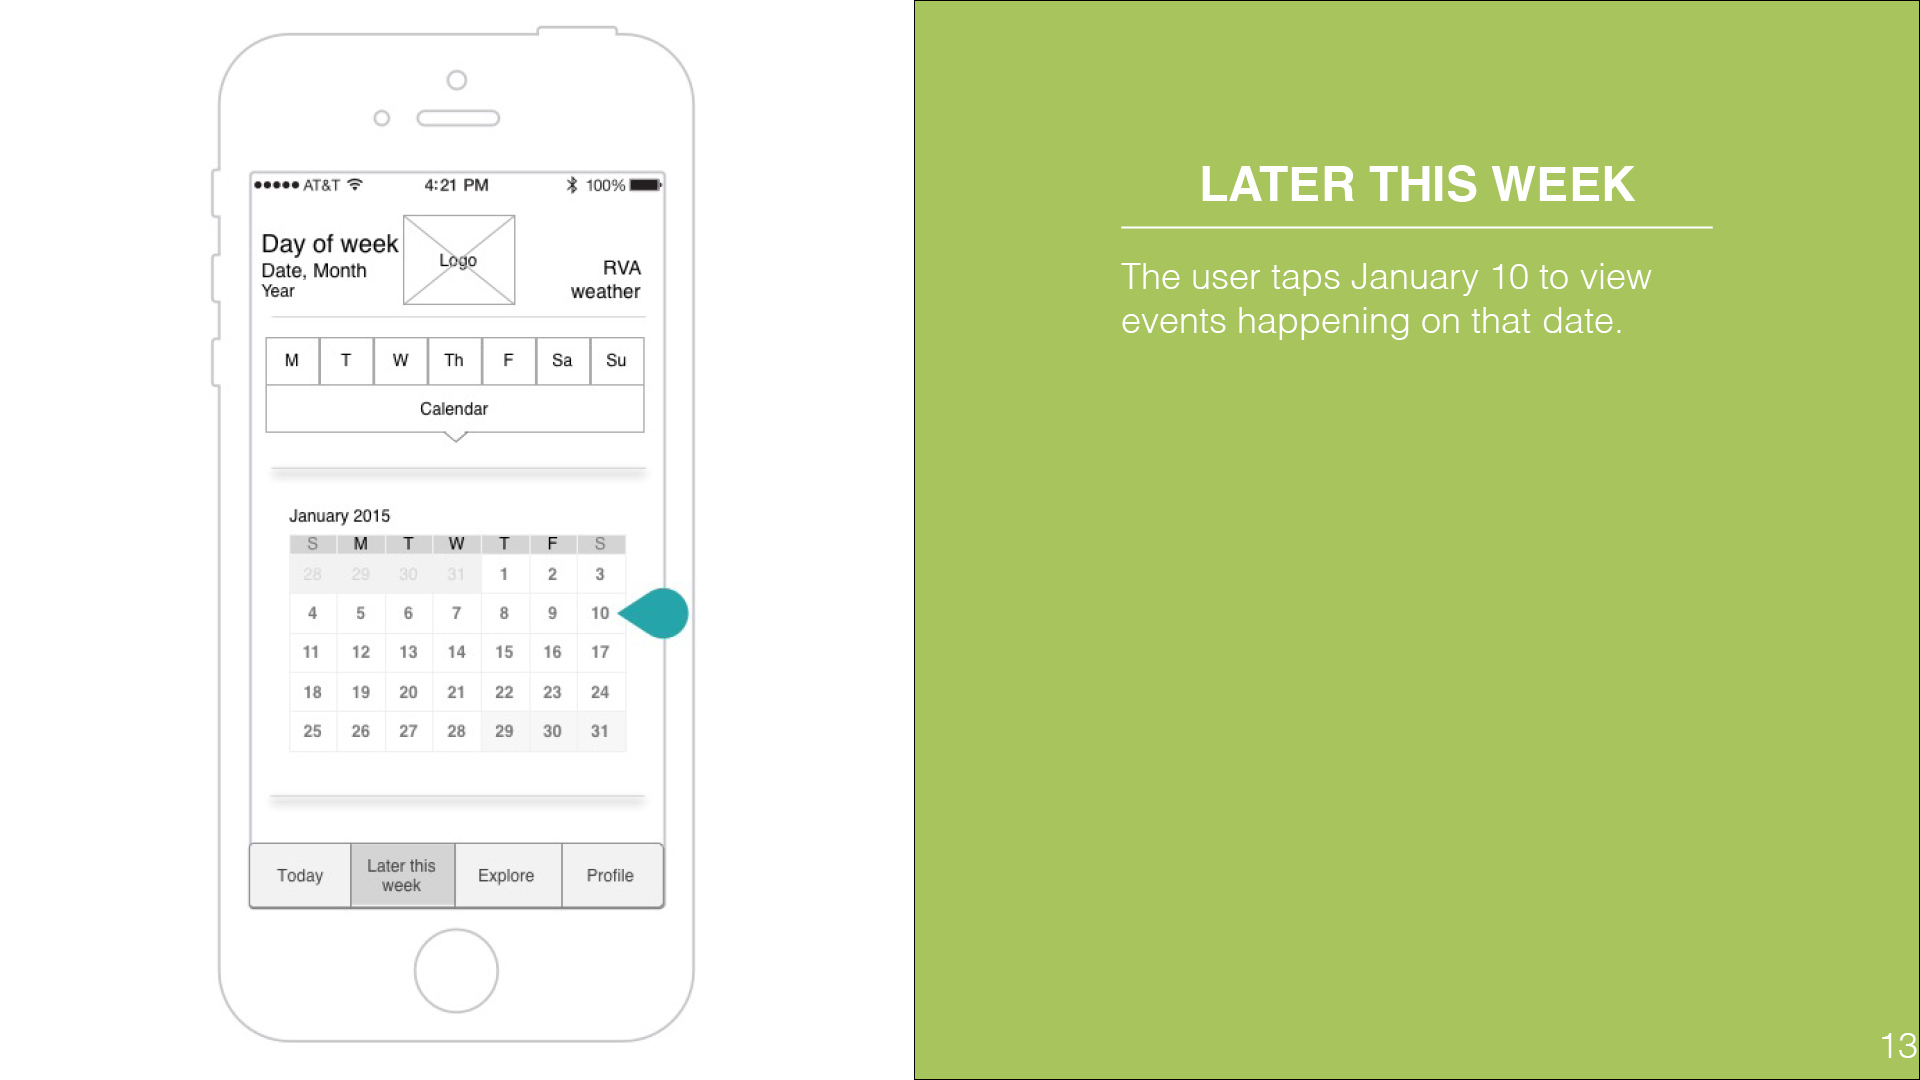 AT&T 4:21 PM 100%
Day of week
Date, Month
Year
Logo
RVA
weather
M T W Th F Sa Su
Calendar
January 2015
S M T W T F S
28 29 30 31 1 2 3
4 5 6 7 8 9 10
11 12 13 14 15 16 17
18 19 20 21 22 23 24
25 26 27 28 29 30 31
Today
Later this
week
Explore
Profile
LATER THIS WEEK
The user taps January 10 to view
events happening on that date.
13